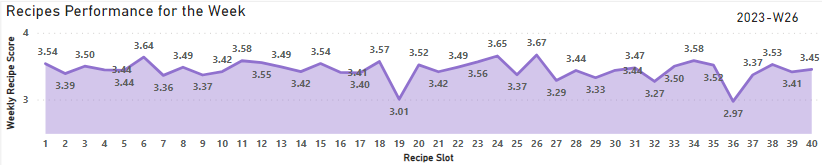 Recipes Performance for the Week
2023-W26
Weekly Recipe Score
4
3
3.54 3.39 3.50 3.44 3.44 3.64 3.36 3.49 3.37 3.42 3.58 3.55 3.49 3.42 3.54 3.41 3.40 3.57 3.01 3.52 3.42 3.49 3.56 3.65 3.37 3.67 3.29 3.44 3.33 3.44 3.47 3.27 3.50 3.58 3.52 2.97 3.37 3.53 3.41 3.45
1 2 3 4 5 6 7 8 9 10 11 12 13 14 15 16 17 18 19 20 21 22 23 24 25 26 27 28 29 30 31 32 33 34 35 36 37 38 39 40
Recipe Slot